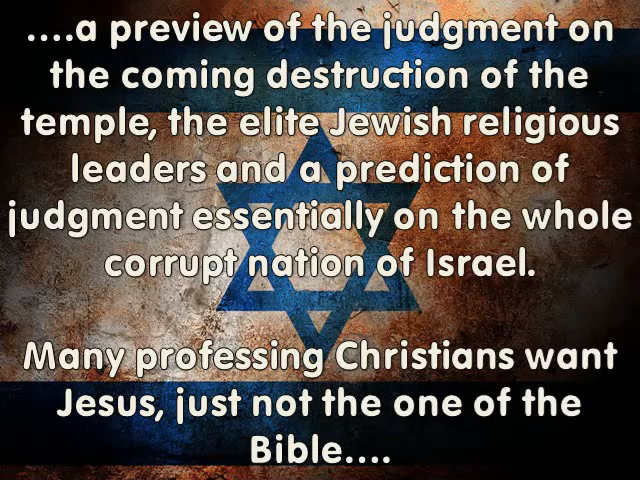 ....a preview of the judgment on
the coming destruction of the
temple, the elite Jewish religious
leaders and a prediction of
judgment essentially on the whole
corrupt nation of Israel.
Many professing Christians want
Jesus, just not the one of the
Bible....